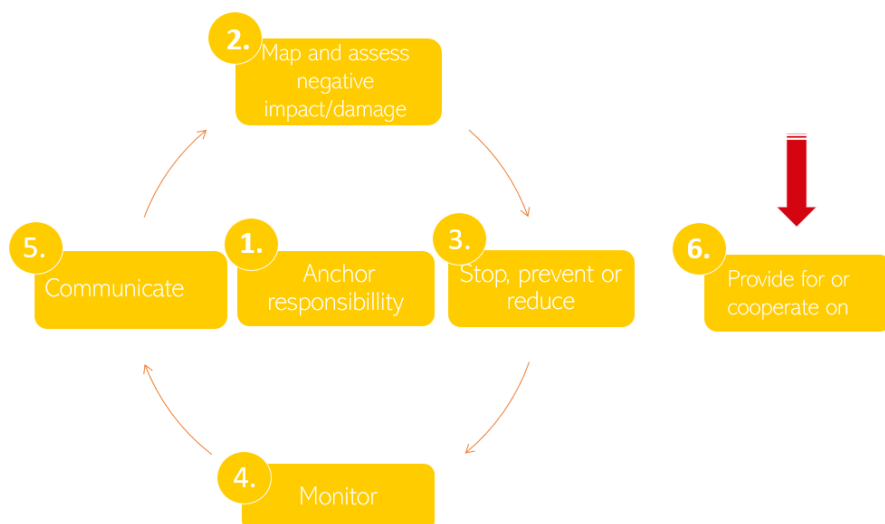 2.
Map and assess
negative
impact/damage
5.
Communicate
1.
Anchor
responsibillity
3.
Stop, prevent or
reduce
6.
Provide for or
cooperate on
4.
Monitor